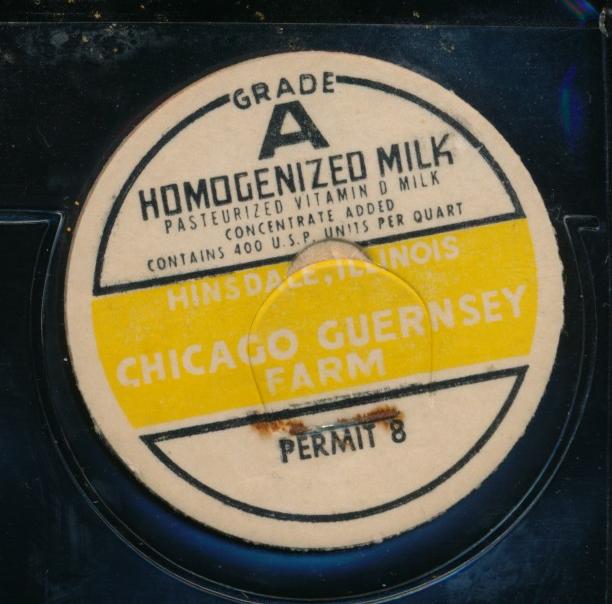 GRADE
A
HOMOGENIZED MILK
PASTEURIZED VITAMIN D MILK
CONCENTRATE ADDED
CONTAINS 400 U.S.P. UNITS PER QUART
HINSDALE, ILLINOIS
CHICAGO GUERNSEY
FARM
PERMIT 8